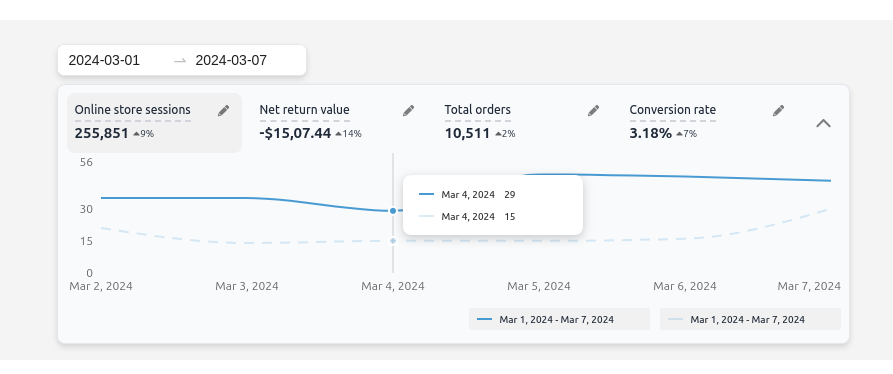 2024-03-01 → 2024-03-07
Online store sessions Net return value Total orders Conversion rate
255,851 9% -$15,07.44 14% 10,511 2% 3.18% 7%
56
Mar 4, 2024 29
30
Mar 4, 2024 15
15
0
Mar 2, 2024 Mar 3, 2024 Mar 4, 2024 Mar 5, 2024 Mar 6, 2024 Mar 7, 2024
Mar 1, 2024 - Mar 7, 2024 Mar 1, 2024 - Mar 7, 2024